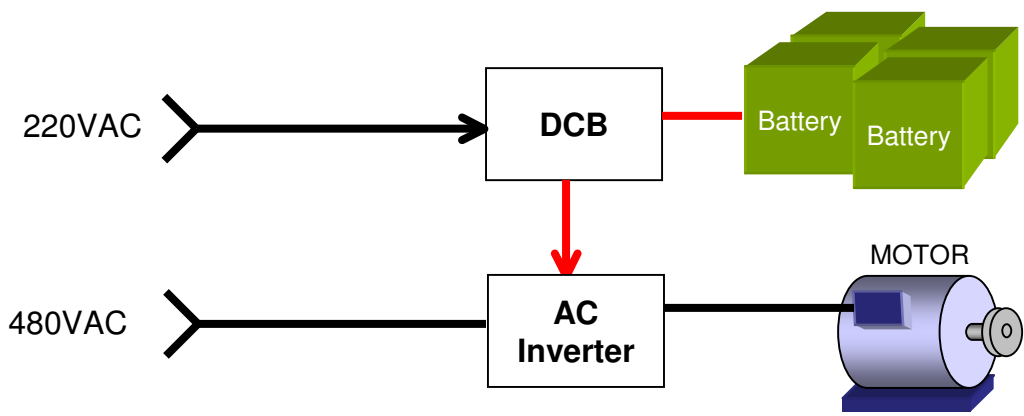 220VAC
DCB
Battery
Battery
MOTOR
480VAC
AC
Inverter